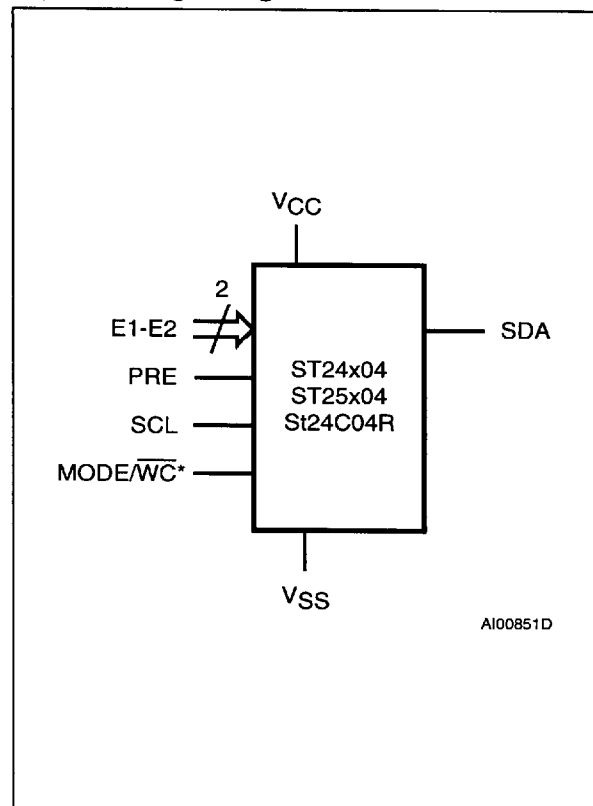 VCC
2
E1-E2
SDA
PRE
SCL
MODE/WC*
ST24x04
ST25x04
St24C04R
VSS
AI00851D